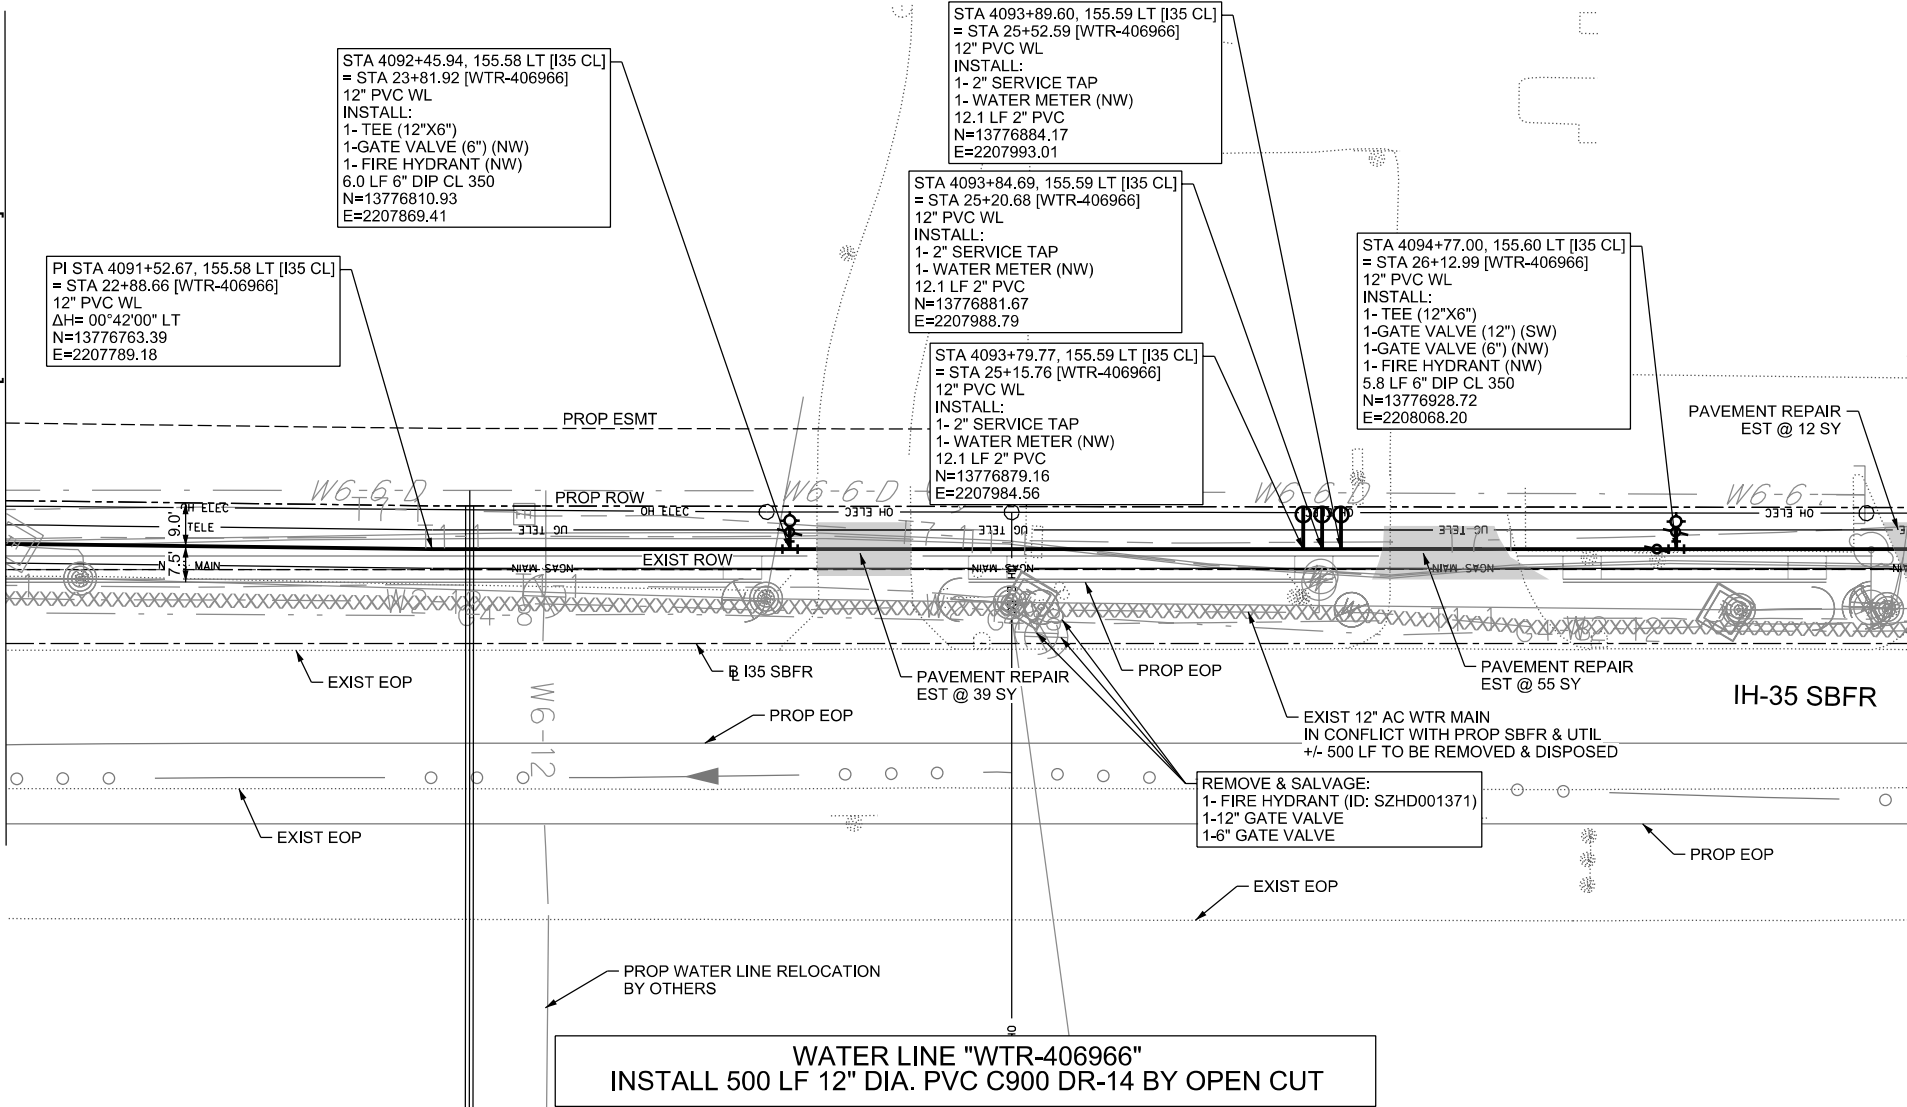 STA 4093+89.60, 155.59 LT [I35 CL]
= STA 25+52.59 [WTR-406966]
12" PVC WL
INSTALL:
1- 2" SERVICE TAP
1- WATER METER (NW)
12.1 LF 2" PVC
N=13776884.17
E=2207993.01
STA 4092+45.94, 155.58 LT [I35 CL]
= STA 23+81.92 [WTR-406966]
12" PVC WL
INSTALL:
1- TEE (12"X6")
1-GATE VALVE (6") (NW)
1- FIRE HYDRANT (NW)
6.0 LF 6" DIP CL 350
N=13776810.93
E=2207869.41
STA 4093+84.69, 155.59 LT [I35 CL]
= STA 25+20.68 [WTR-406966]
12" PVC WL
INSTALL:
1- 2" SERVICE TAP
1- WATER METER (NW)
12.1 LF 2" PVC
N=13776881.67
E=2207988.79
STA 4094+77.00, 155.60 LT [I35 CL]
= STA 26+12.99 [WTR-406966]
12" PVC WL
INSTALL:
1- TEE (12"X6")
1-GATE VALVE (12") (SW)
1-GATE VALVE (6") (NW)
1- FIRE HYDRANT (NW)
5.8 LF 6" DIP CL 350
N=13776928.72
E=2208068.20
PI STA 4091+52.67, 155.58 LT [I35 CL]
= STA 22+88.66 [WTR-406966]
12" PVC WL
ΔH= 00°42'00" LT
N=13776763.39
E=2207789.18
STA 4093+79.77, 155.59 LT [I35 CL]
= STA 25+15.76 [WTR-406966]
12" PVC WL
INSTALL:
1- 2" SERVICE TAP
1- WATER METER (NW)
12.1 LF 2" PVC
N=13776879.16
E=2207984.56
PROP ESMT
PAVEMENT REPAIR
EST @ 12 SY
W6-6-D
W6-6-D
W6-6-D
W6-6-
PROP ROW
OH ELEC
OH ELEC
OH ELEC
OH ELEC
9.0'
TELE
UG TELE
UG TELE
UG TELE
EXIST ROW
7.5'
MAIN
NGAS MAIN
NGAS MAIN
NGAS MAIN
EXIST EOP
BL I35 SBFR
PAVEMENT REPAIR
EST @ 39 SY
PROP EOP
PAVEMENT REPAIR
EST @ 55 SY
IH-35 SBFR
W6-12
PROP EOP
EXIST 12" AC WTR MAIN
IN CONFLICT WITH PROP SBFR & UTIL
+/- 500 LF TO BE REMOVED & DISPOSED
REMOVE & SALVAGE:
1- FIRE HYDRANT (ID: SZHD001371)
1-12" GATE VALVE
1-6" GATE VALVE
EXIST EOP
PROP EOP
EXIST EOP
PROP WATER LINE RELOCATION
BY OTHERS
WATER LINE "WTR-406966"
INSTALL 500 LF 12" DIA. PVC C900 DR-14 BY OPEN CUT